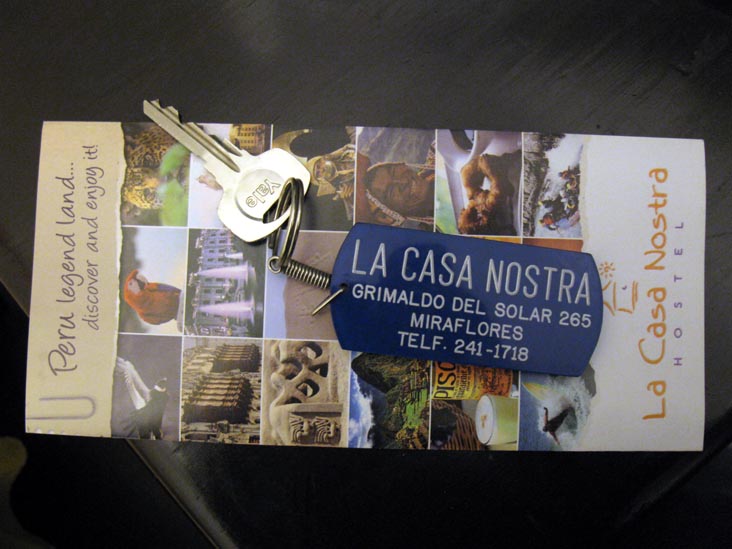 Peru legend land...
discover and enjoy it!
Yale
LA CASA NOSTRA
GRIMALDO DEL SOLAR 265
MIRAFLORES
TELF. 241-1718
La Casa Nostra
HOSTEL
PISCO